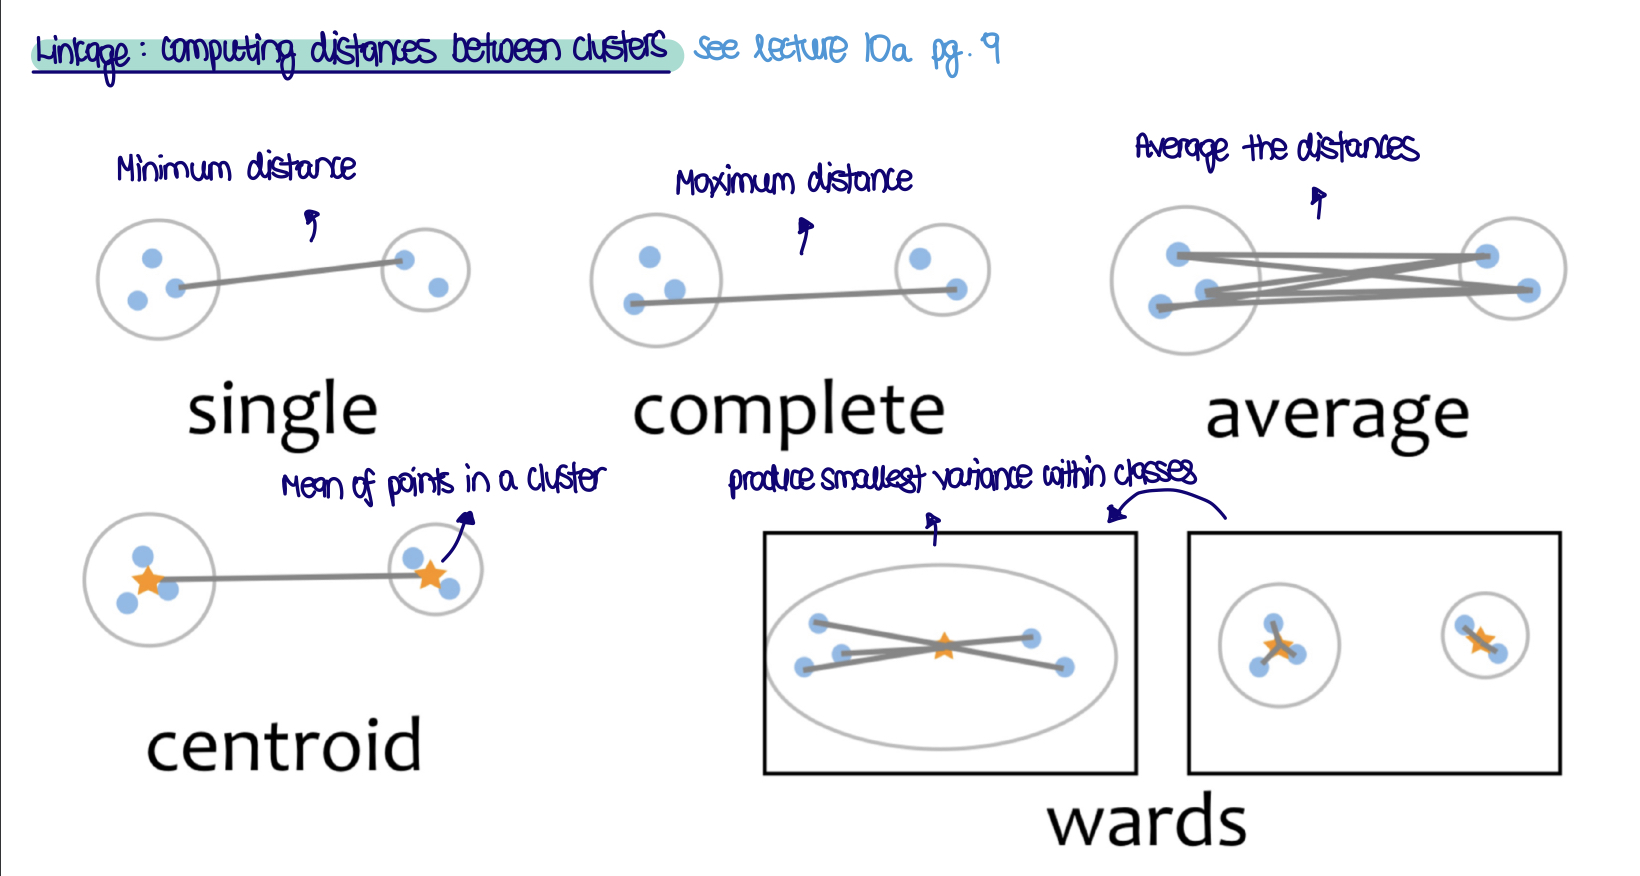 Linkage: computing distances between clusters see lecture 10a pg. 9
Minimum distance
Maximum distance
Average the distances
single
complete
average
Mean of points in a cluster
produce smallest variance within classes
centroid
wards